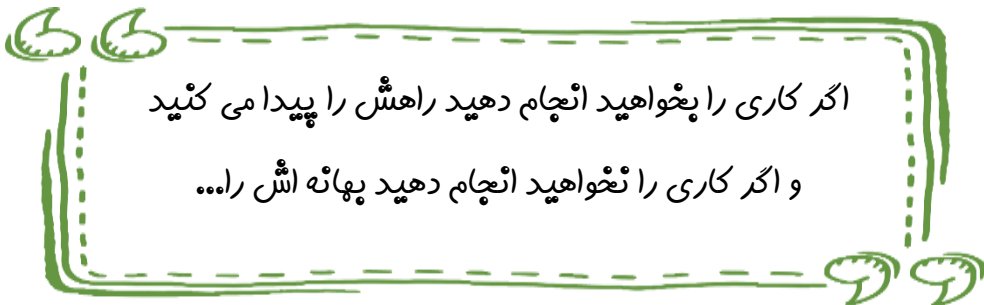 اگر کاری را بخواهید انجام دهید راهش را پیدا می کنید
و اگر کاری را نخواهید انجام دهید بهانه اش را...